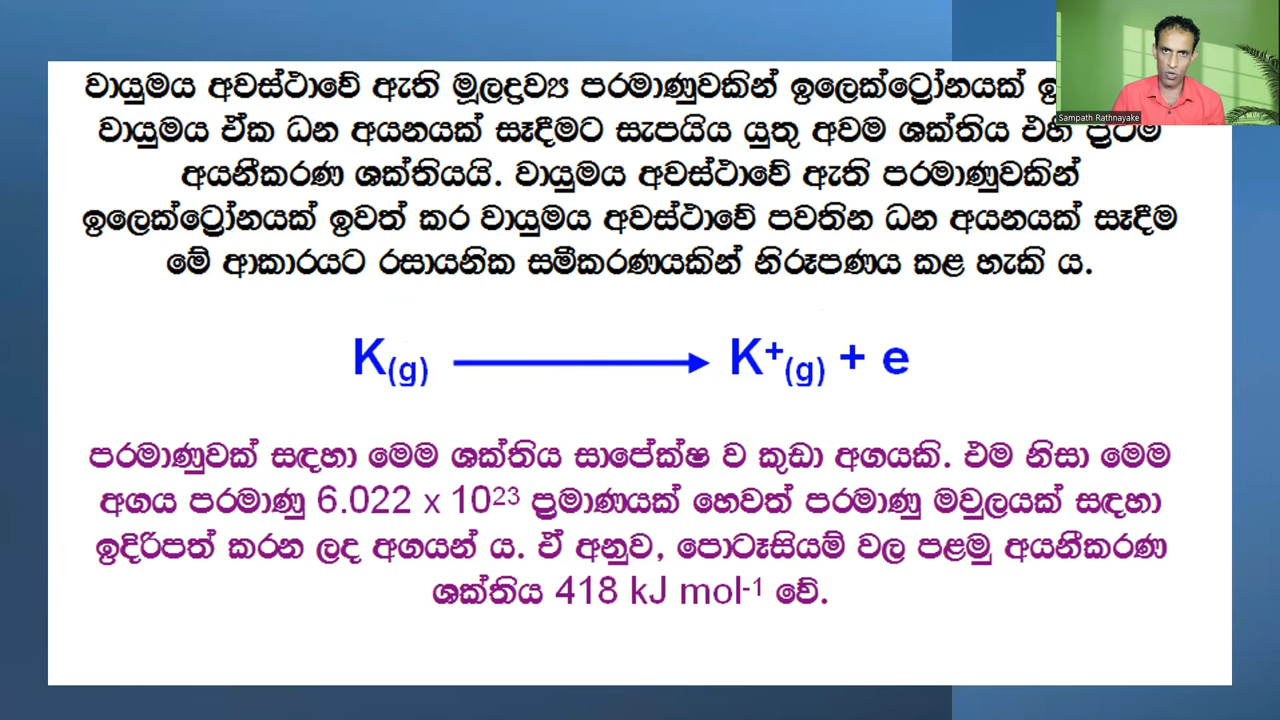 වායුමය අවස්ථාවේ ඇති මූලද්‍රව්‍ය පරමාණුවකින් ඉලෙක්ට්‍රෝනයක්
Sampath Rathnayake
වායුමය ඒක ධන අයනයක් සෑදීමට සැපයිය යුතු අවම ශක්තිය එහි ප්‍රථම
අයනීකරණ ශක්තියයි. වායුමය අවස්ථාවේ ඇති පරමාණුවකින්
ඉලෙක්ට්‍රෝනයක් ඉවත් කර වායුමය අවස්ථාවේ පවතින ධන අයනයක් සෑදීම
මේ ආකාරයට රසායනික සමීකරණයකින් නිරූපණය කළ හැකි ය.
K(g) ⟶ K⁺(g) + e
පරමාණුවක් සඳහා මෙම ශක්තිය සාපේක්ෂ ව කුඩා අගයකි. එම නිසා මෙම
අගය පරමාණු 6.022 x 10²³ ප්‍රමාණයක් හෙවත් පරමාණු මවුලයක් සඳහා
ඉදිරිපත් කරන ලද අගයන් ය. ඒ අනුව, පොටෑසියම් වල පළමු අයනීකරණ
ශක්තිය 418 kJ mol⁻¹ වේ.